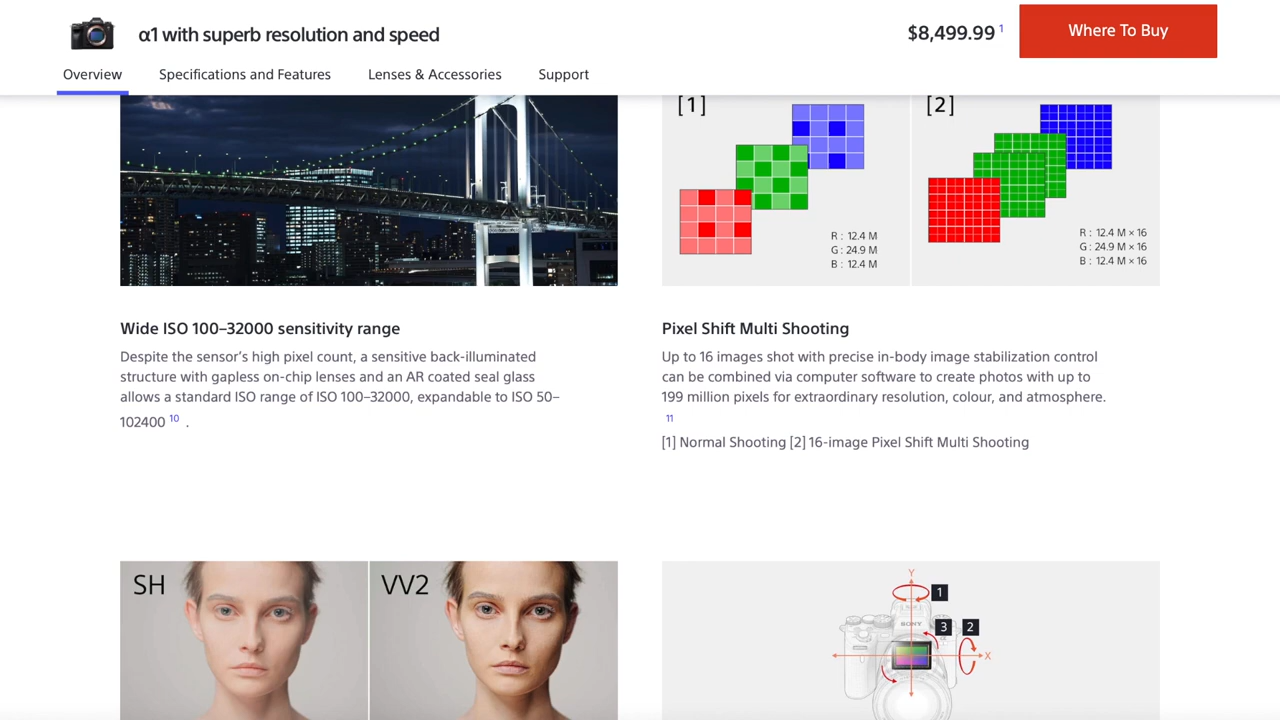 α1 with superb resolution and speed
$8,499.99 1
Where To Buy
Overview
Specifications and Features
Lenses & Accessories
Support
[1]
R : 12.4 M
G : 24.9 M
B : 12.4 M
[2]
R : 12.4 M × 16
G : 24.9 M × 16
B : 12.4 M × 16
Wide ISO 100–32000 sensitivity range
Despite the sensor’s high pixel count, a sensitive back-illuminated
structure with gapless on-chip lenses and an AR coated seal glass
allows a standard ISO range of ISO 100–32000, expandable to ISO 50–
102400 10 .
Pixel Shift Multi Shooting
Up to 16 images shot with precise in-body image stabilization control
can be combined via computer software to create photos with up to
199 million pixels for extraordinary resolution, colour, and atmosphere.
11
[1] Normal Shooting [2] 16-image Pixel Shift Multi Shooting
SH
VV2
Y
1
SONY
3
2
X